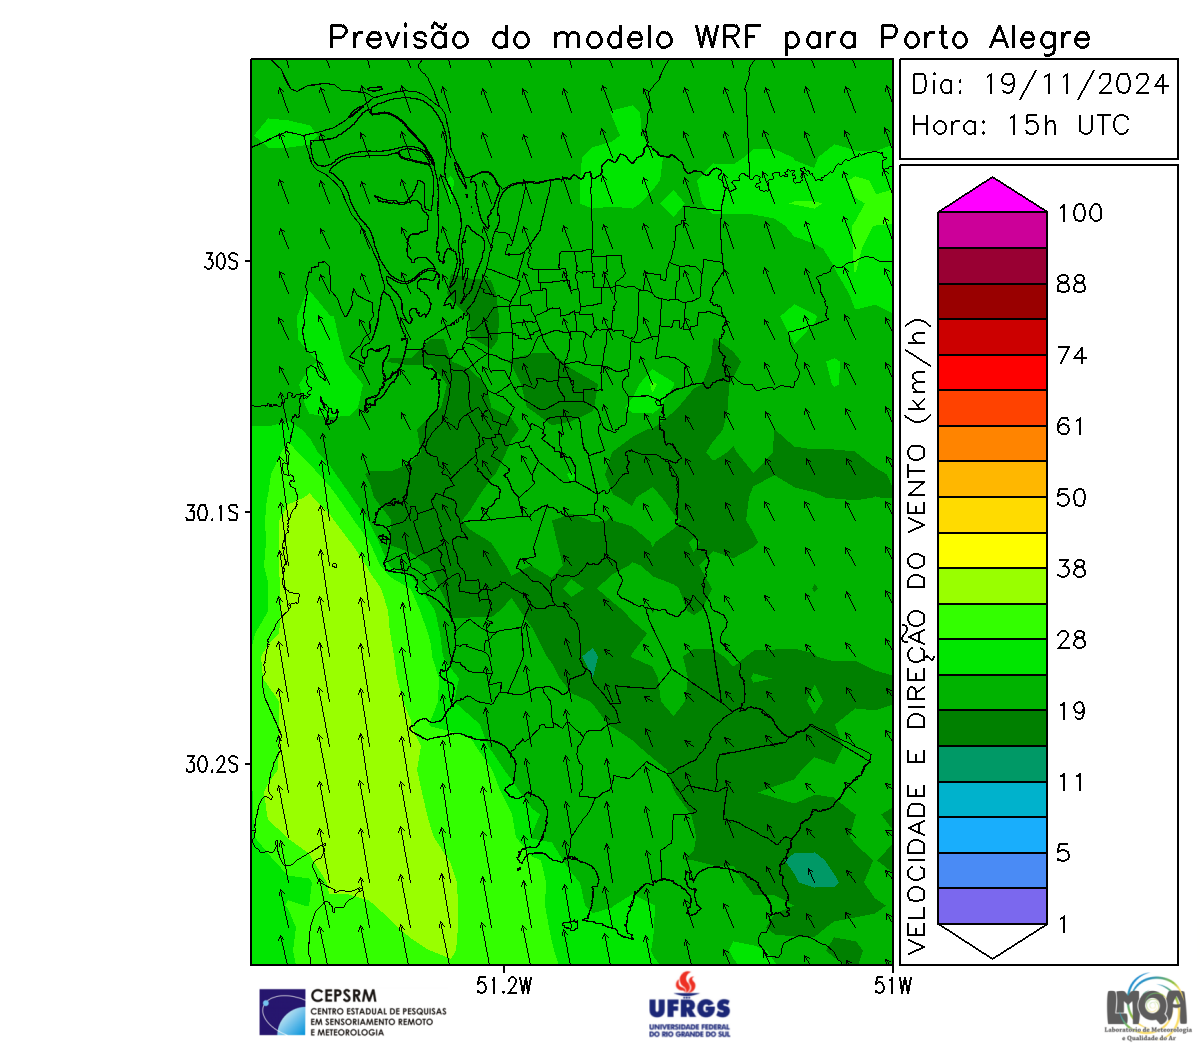 Previsão do modelo WRF para Porto Alegre
Dia: 19/11/2024
Hora: 15h UTC
100
88
74
61
50
38
28
19
11
5
1
VELOCIDADE E DIREÇÃO DO VENTO (km/h)
30S
30.1S
30.2S
51.2W
51W
CEPSRM
CENTRO ESTADUAL DE PESQUISAS
EM SENSORIAMENTO REMOTO
E METEOROLOGIA
UFRGS
UNIVERSIDADE FEDERAL
DO RIO GRANDE DO SUL
LMQA
Laboratório de Meteorologia
e Qualidade do Ar